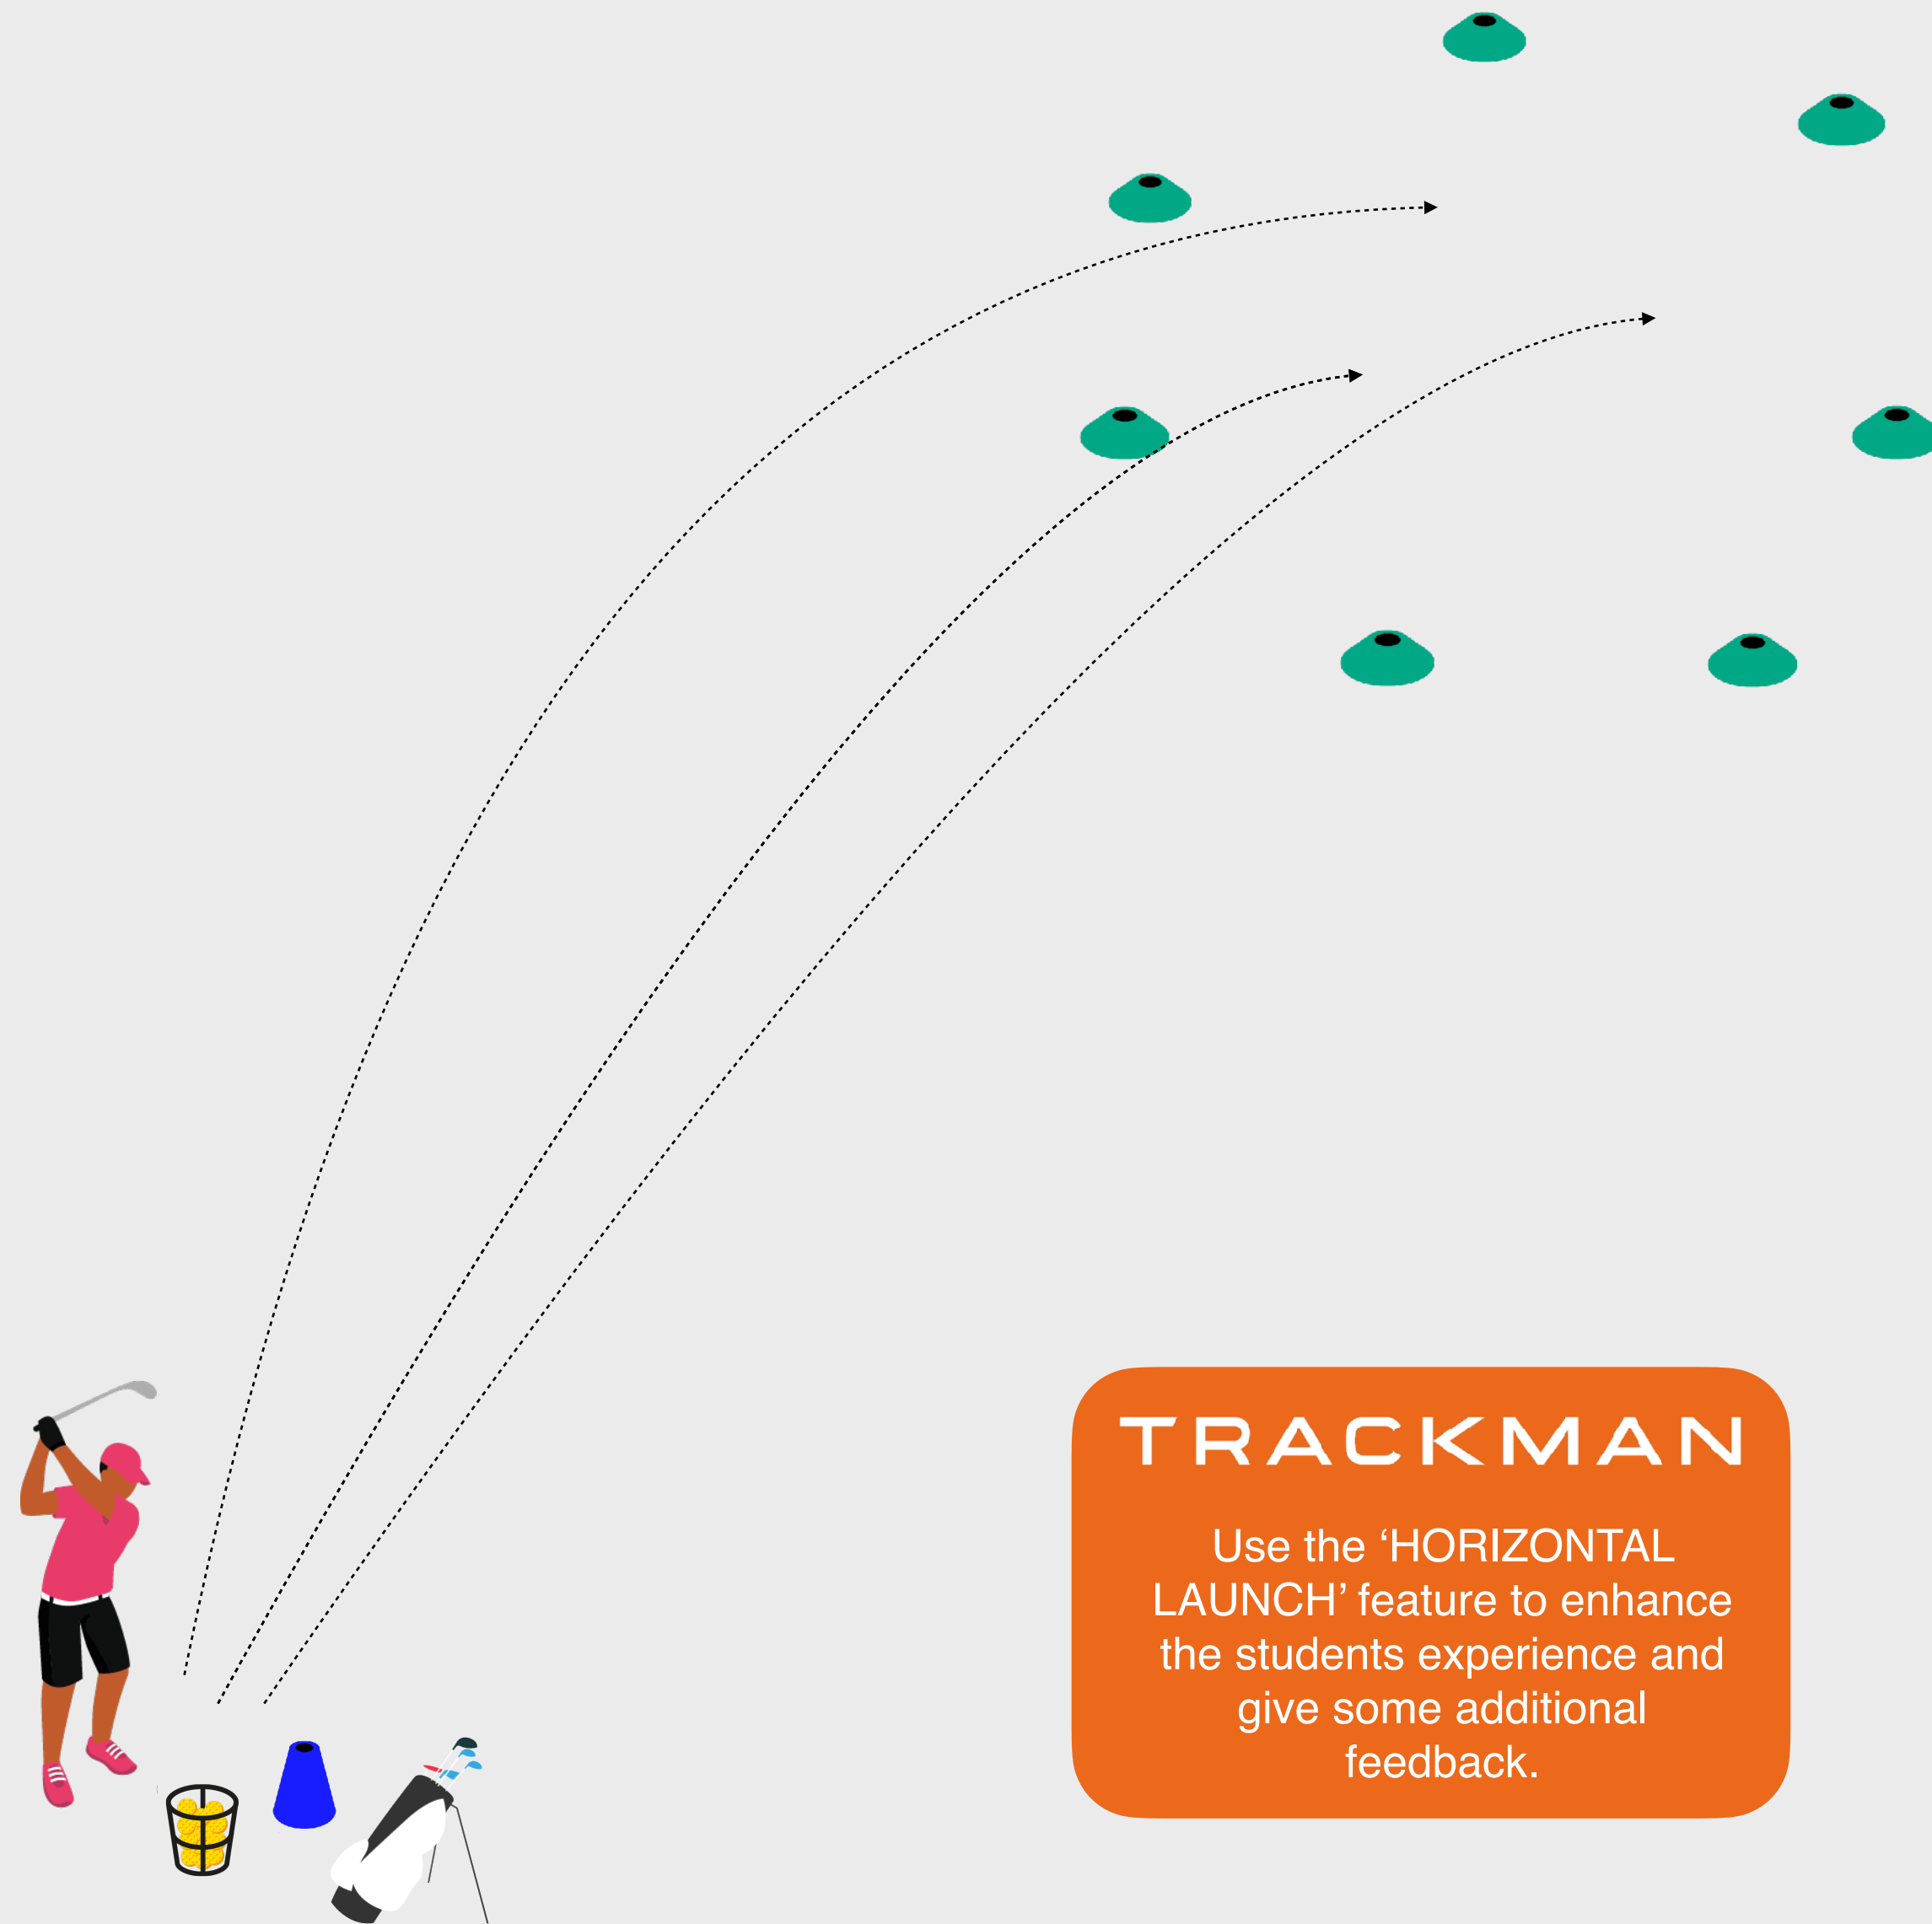 TRACKMAN
Use the ‘HORIZONTAL
LAUNCH’ feature to enhance
the students experience and
give some additional
feedback.